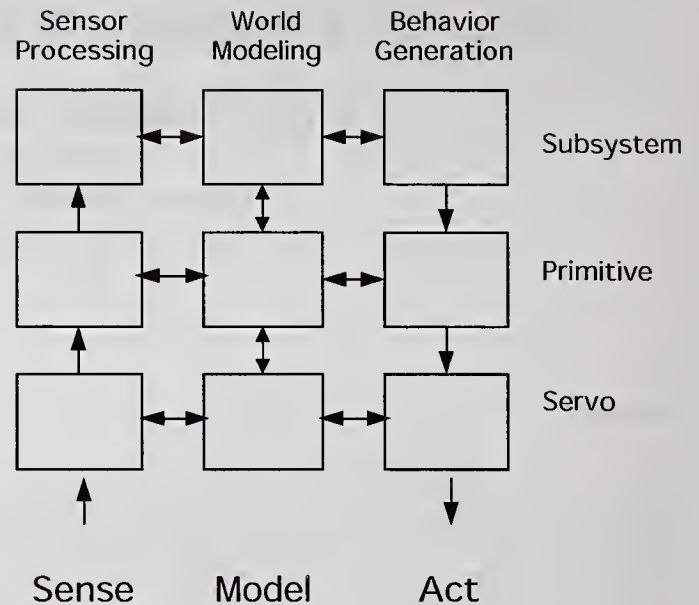 Sensor
Processing
World
Modeling
Behavior
Generation
Subsystem
Primitive
Servo
Sense
Model
Act